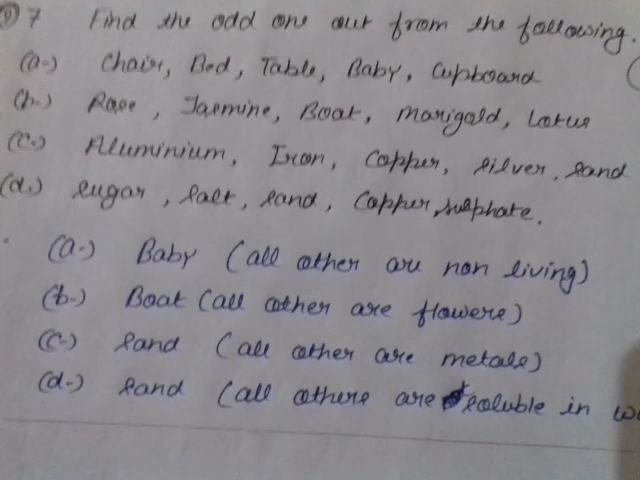 Q 7 Find the odd one out from the following.
(a.) Chair, Bed, Table, Baby, Cupboard
(b.) Rose, Jasmine, Boat, Marigold, Lotus
(c.) Aluminium, Iron, Copper, silver, sand
(d.) sugar, salt, sand, Copper, sulphate.
(a.) Baby (all other are non living)
(b.) Boat (all other are flowers)
(c.) sand (all other are metals)
(d.) sand (all others are soluble in